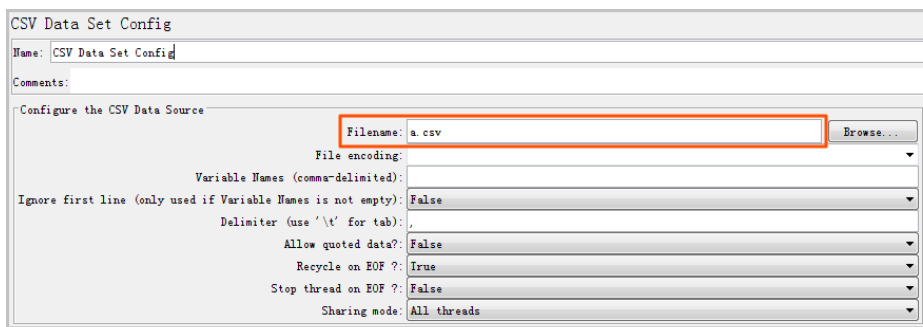 CSV Data Set Config
Name: CSV Data Set Config
Comments:
Configure the CSV Data Source
Filename: a.csv Browse...
File encoding:
Variable Names (comma-delimited):
Ignore first line (only used if Variable Names is not empty): False
Delimiter (use '\t' for tab): ,
Allow quoted data?: False
Recycle on EOF ?: True
Stop thread on EOF ?: False
Sharing mode: All threads